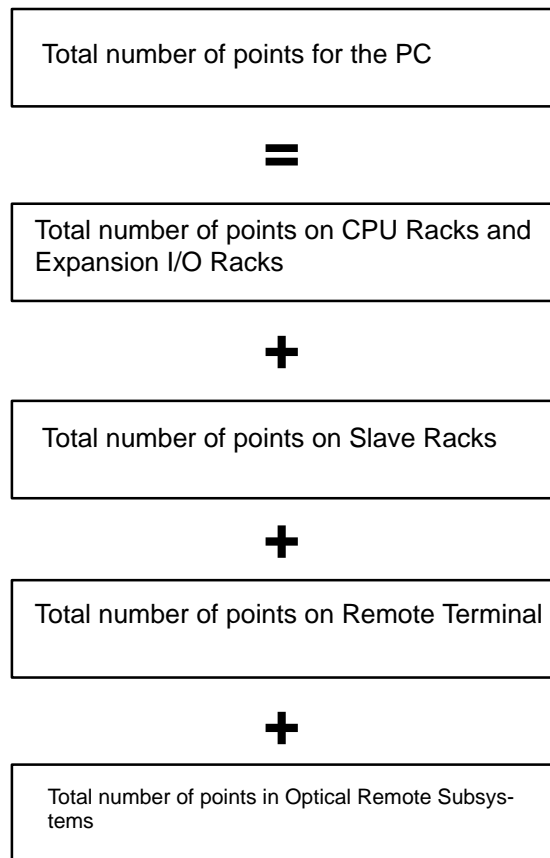 Total number of points for the PC
=
Total number of points on CPU Racks and
Expansion I/O Racks
+
Total number of points on Slave Racks
+
Total number of points on Remote Terminal
+
Total number of points in Optical Remote Subsys-
tems